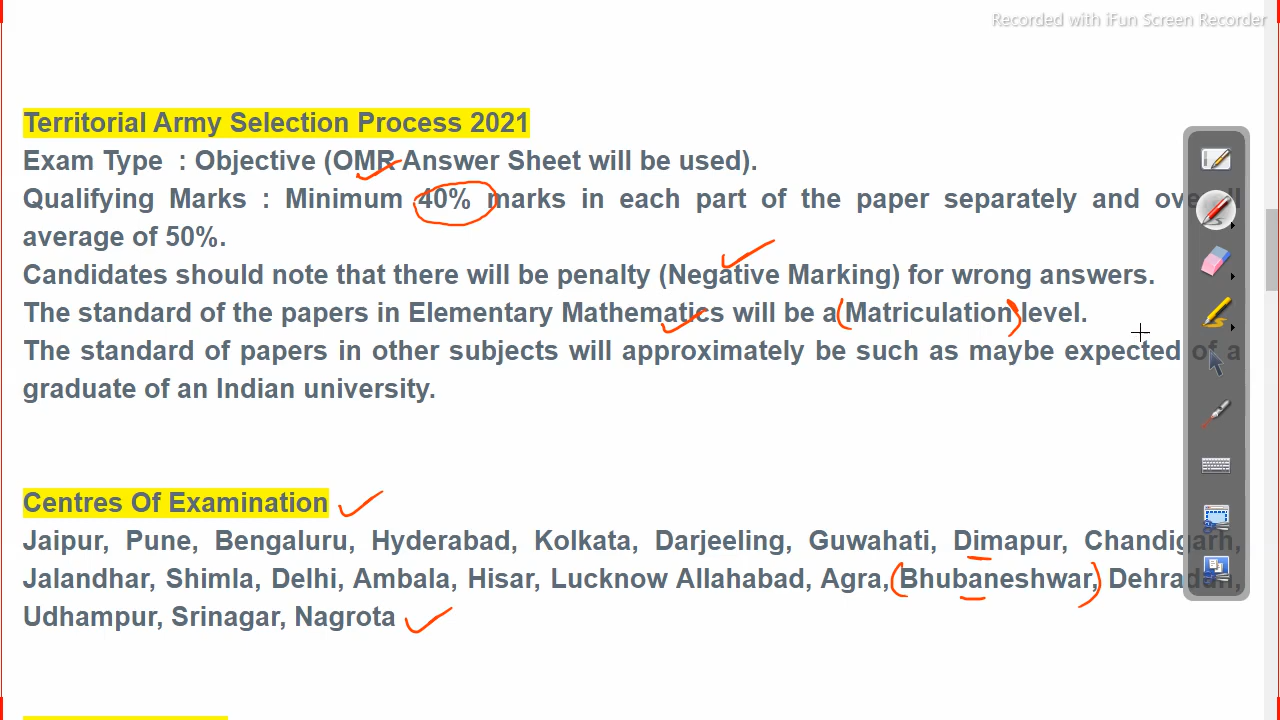 Recorded with iFun Screen Recorder
Territorial Army Selection Process 2021
Exam Type : Objective (OMR Answer Sheet will be used).
Qualifying Marks : Minimum 40% marks in each part of the paper separately and overall
average of 50%.
Candidates should note that there will be penalty (Negative Marking) for wrong answers.
The standard of the papers in Elementary Mathematics will be a Matriculation level.
The standard of papers in other subjects will approximately be such as maybe expected of a
graduate of an Indian university.
Centres Of Examination
Jaipur, Pune, Bengaluru, Hyderabad, Kolkata, Darjeeling, Guwahati, Dimapur, Chandigarh,
Jalandhar, Shimla, Delhi, Ambala, Hisar, Lucknow Allahabad, Agra, Bhubaneshwar, Dehradun,
Udhampur, Srinagar, Nagrota